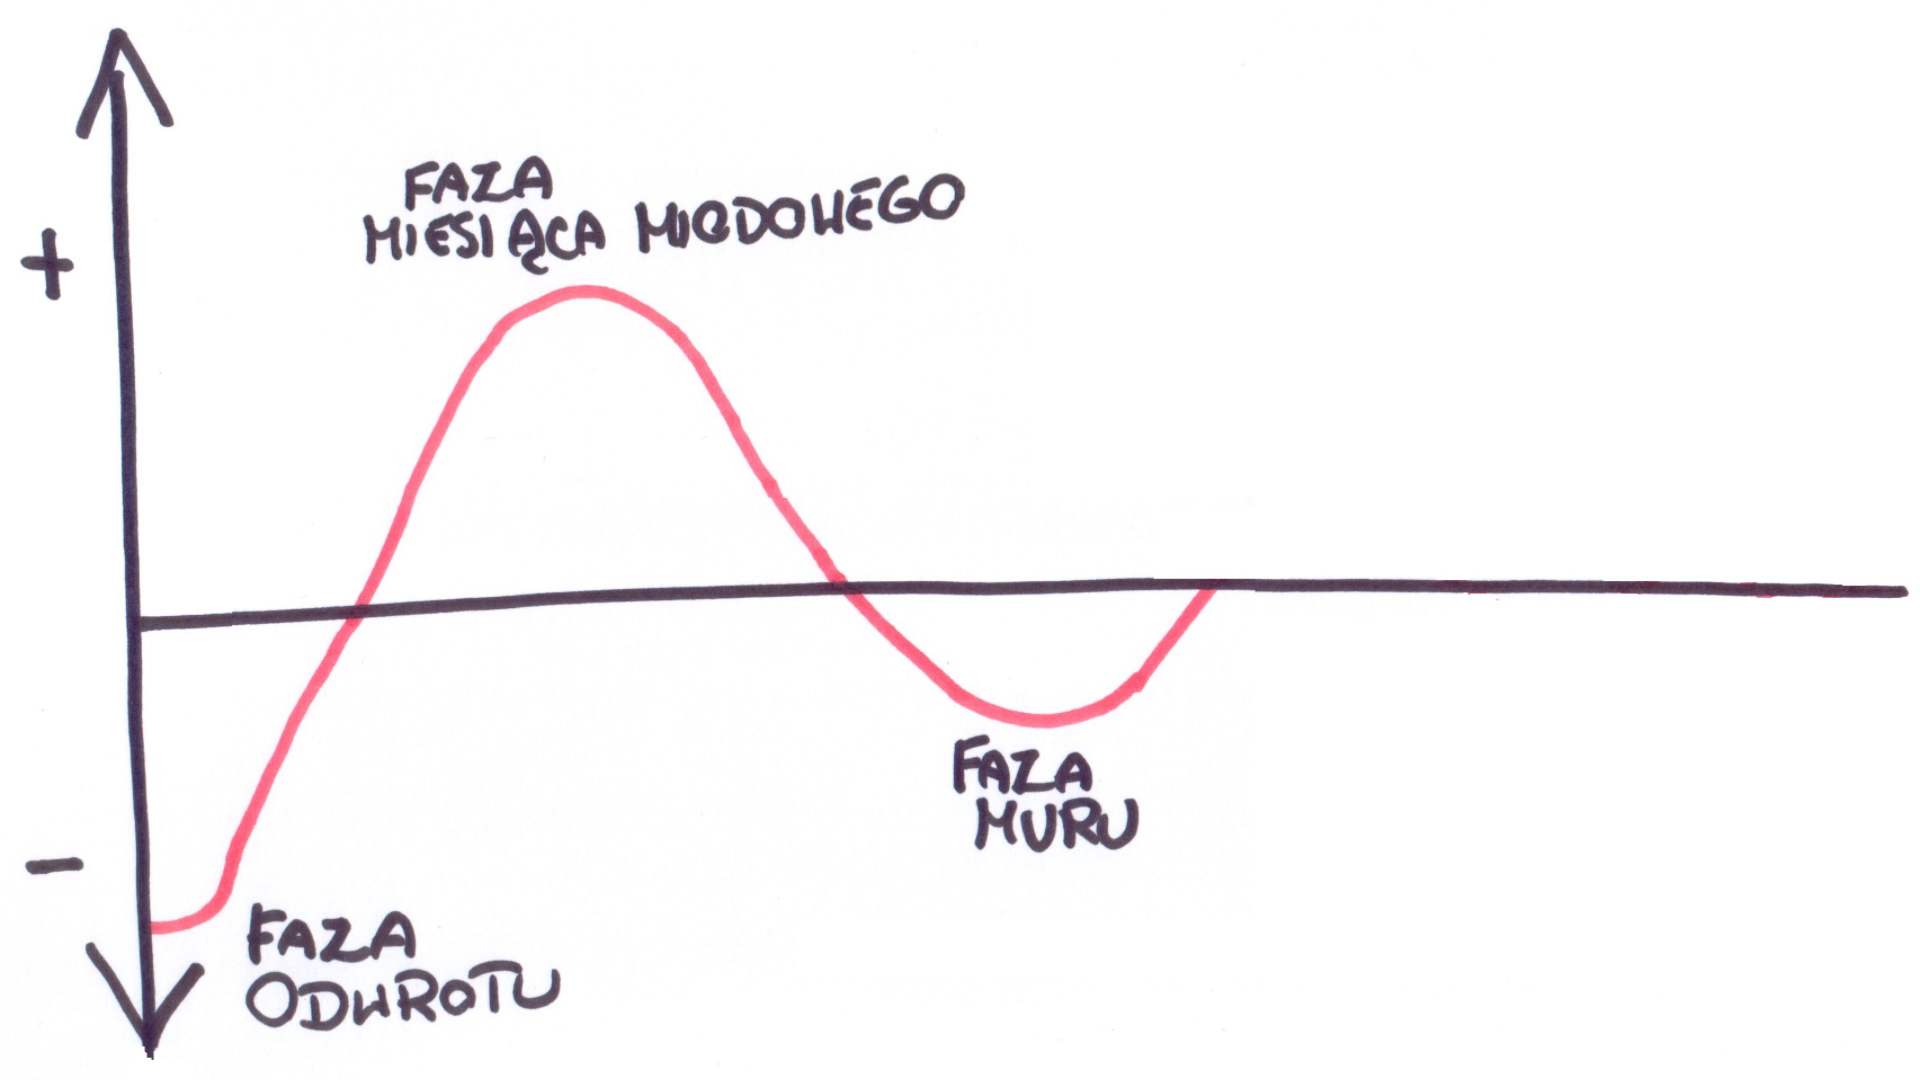 FAZA
MIESIĄCA MIODOWEGO
+
FAZA
MURU
-
FAZA
ODWROTU